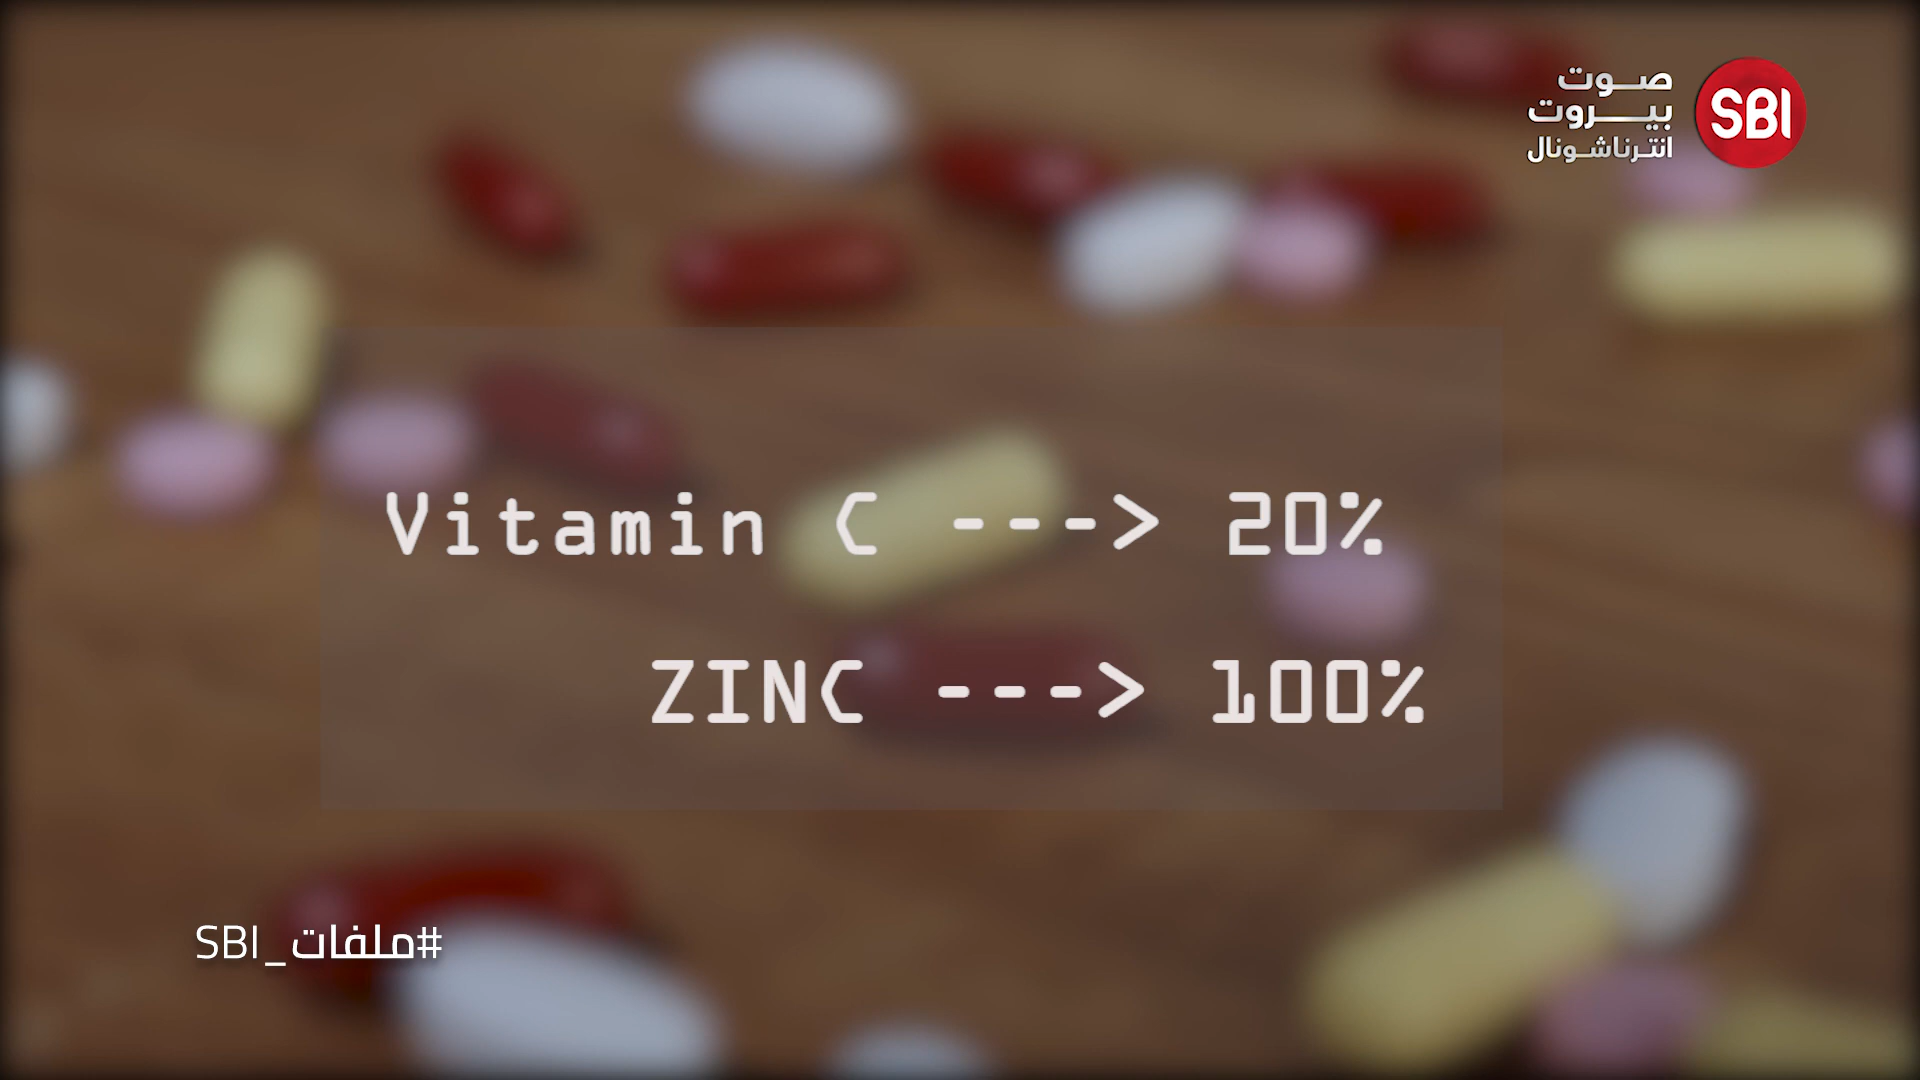 صوت
بيروت
انترناشونال
SBI
Vitamin C ---> 20%
ZINC ---> 100%
#ملفات_SBI